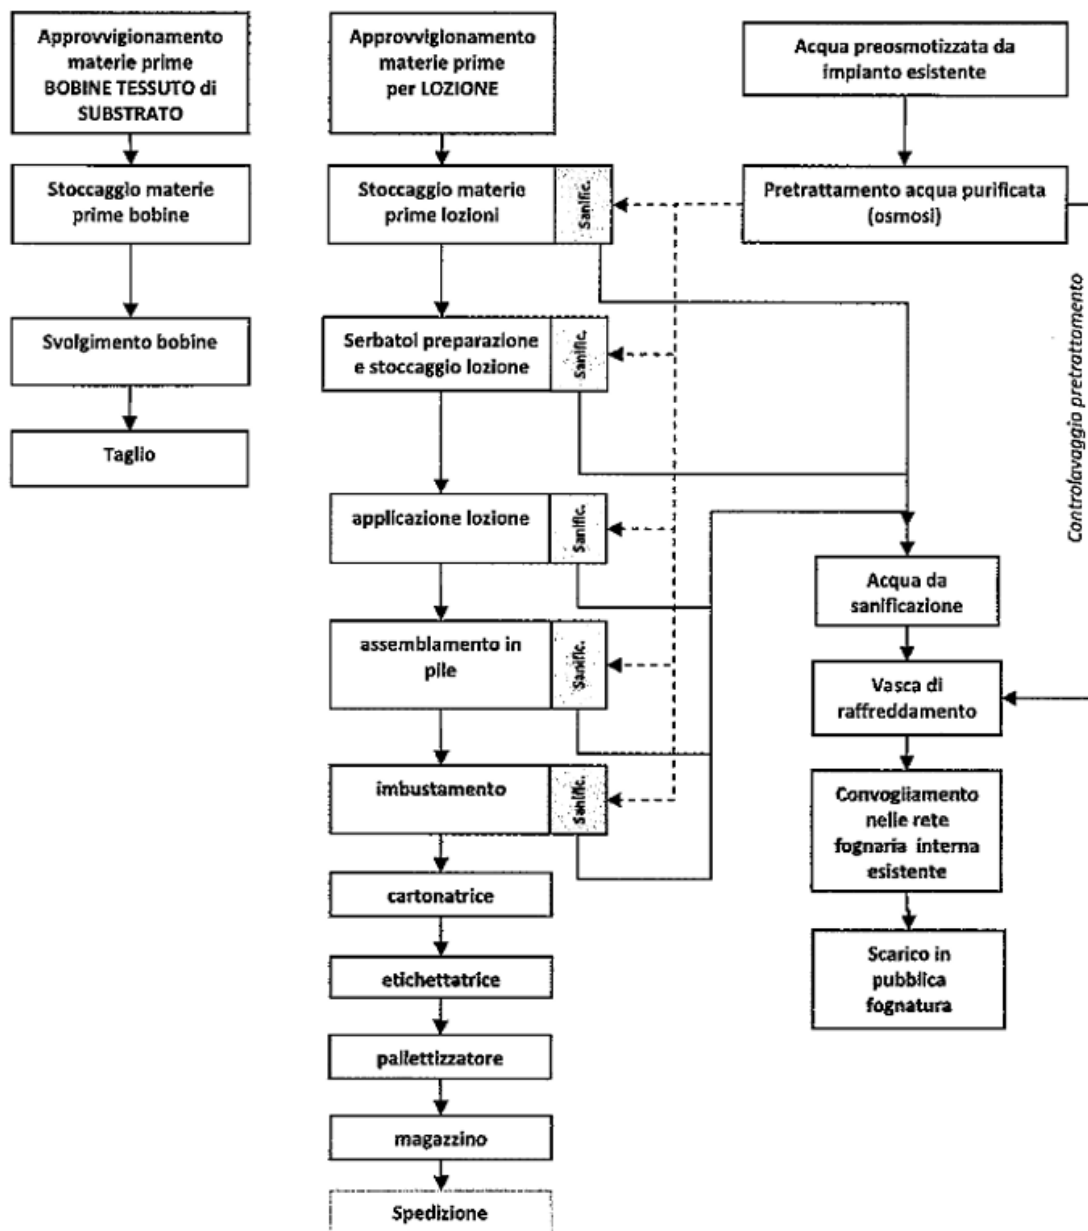 Approvvigionamento
materie prime
BOBINE TESSUTO di
SUBSTRATO
Stoccaggio materie
prime bobine
Svolgimento bobine
Taglio
Approvvigionamento
materie prime
per LOZIONE
Stoccaggio materie
prime lozioni
Sanific.
Serbatoi preparazione
e stoccaggio lozione
Sanific.
applicazione lozione
Sanific.
assemblamento in
pile
Sanific.
imbustamento
Sanific.
cartonatrice
etichettatrice
pallettizzatore
magazzino
Spedizione
Acqua preosmotizzata da
impianto esistente
Pretrattamento acqua purificata
(osmosi)
Controlavaggio pretrattamento
Acqua da
sanificazione
Vasca di
raffreddamento
Convogliamento
nelle rete
fognaria interna
esistente
Scarico in
pubblica
fognatura